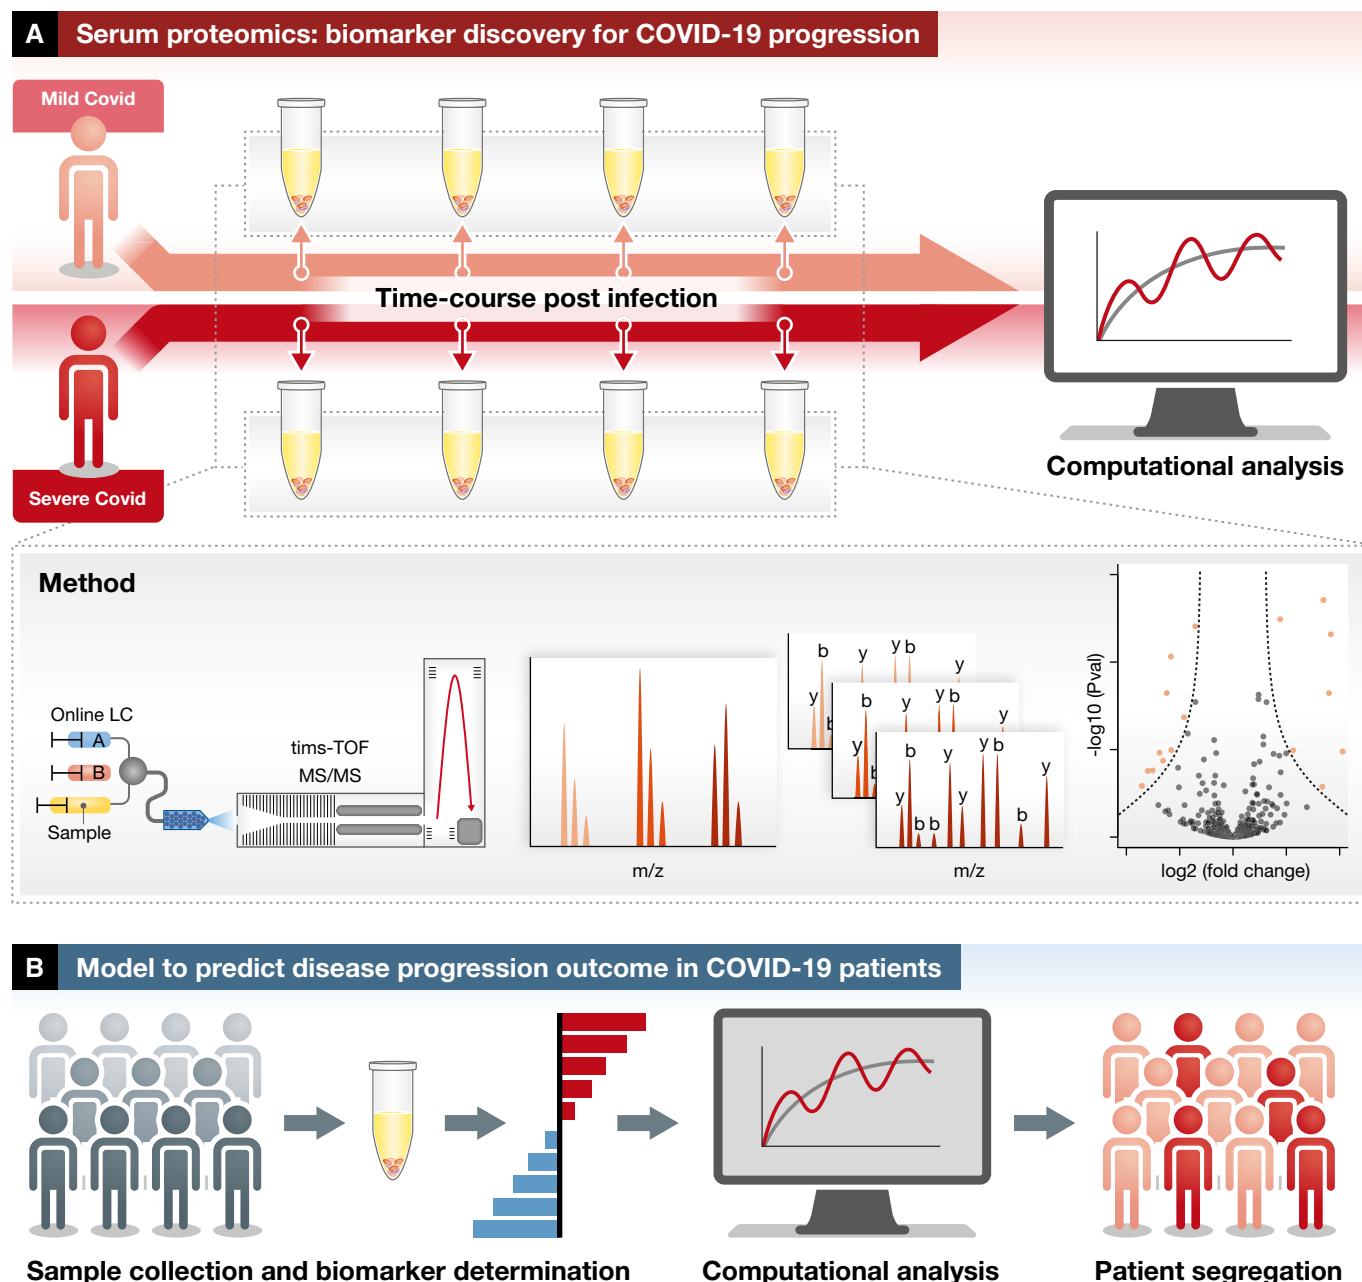 A Serum proteomics: biomarker discovery for COVID-19 progression
Mild Covid
Time-course post infection
Severe Covid
Computational analysis
Method
Online LC
A
B
Sample
tims-TOF
MS/MS
m/z
b
y
y b
y
y
b
b
y
y b
y
y
b
b
y
y b
y
y
y
b b
b
m/z
-log10 (Pval)
log2 (fold change)
B Model to predict disease progression outcome in COVID-19 patients
Sample collection and biomarker determination
Computational analysis
Patient segregation